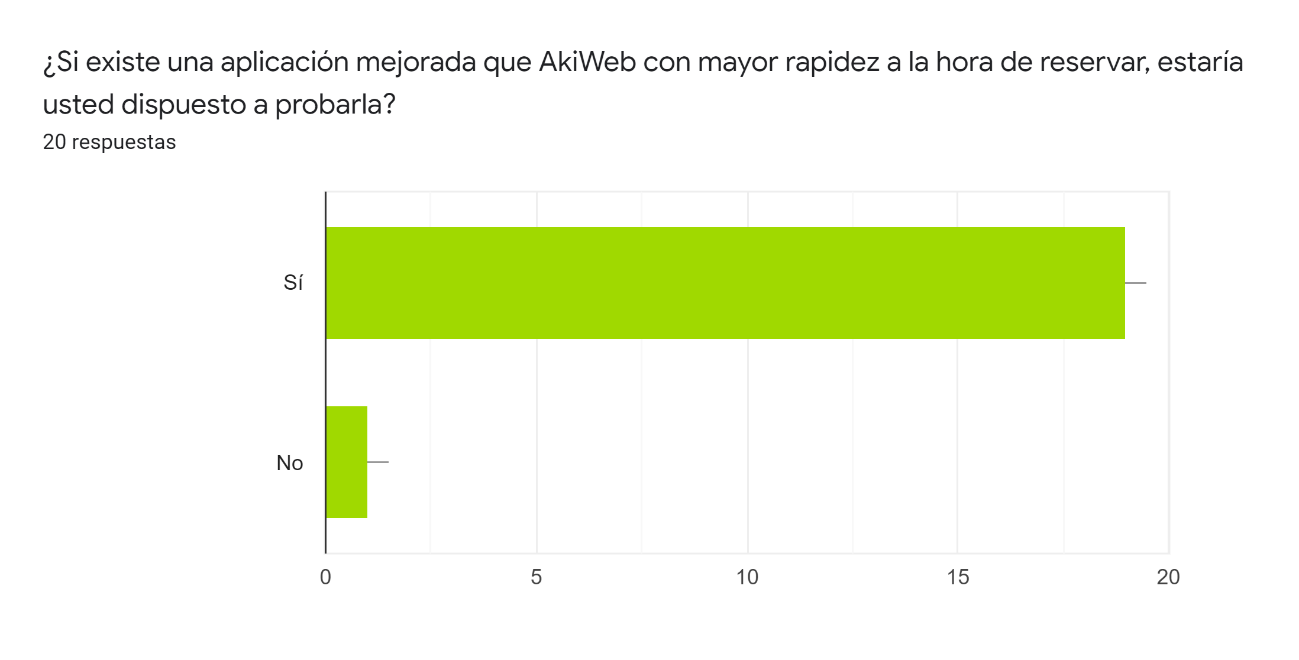 ¿Si existe una aplicación mejorada que AkiWeb con mayor rapidez a la hora de reservar, estaría
usted dispuesto a probarla?
20 respuestas
Sí
No
0 5 10 15 20